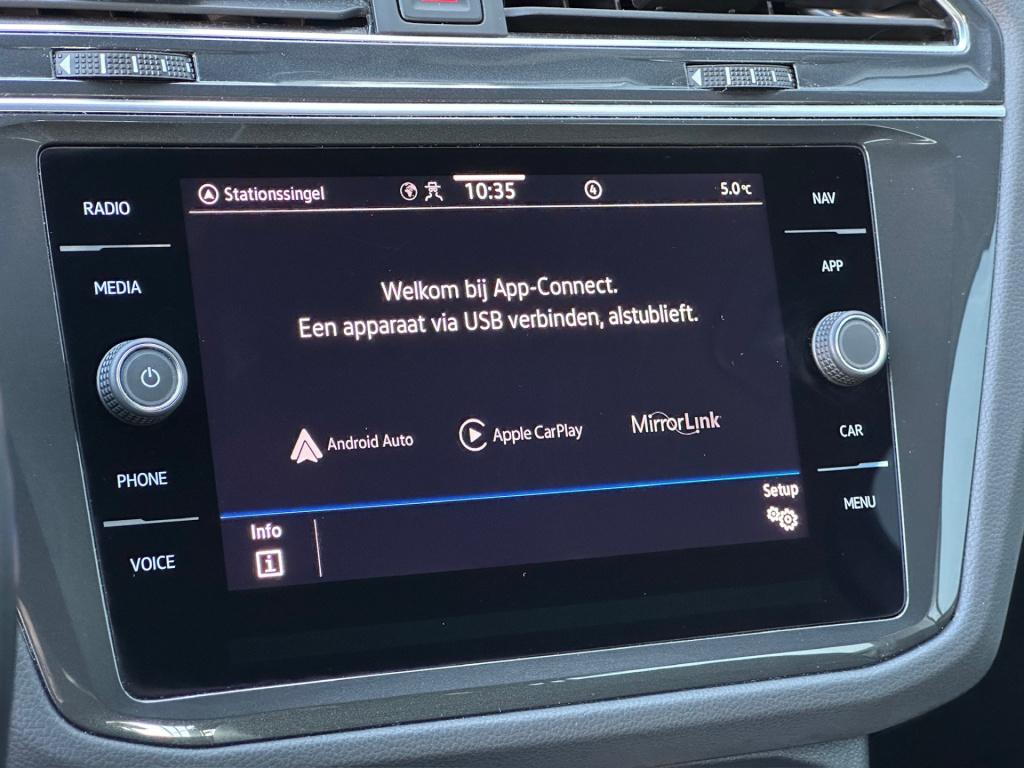 RADIO
MEDIA
PHONE
VOICE
Stationssingel
10:35
4
5.0°C
Welkom bij App-Connect.
Een apparaat via USB verbinden, alstublieft.
Android Auto
Apple CarPlay
MirrorLink
Info
i
Setup
NAV
APP
CAR
MENU